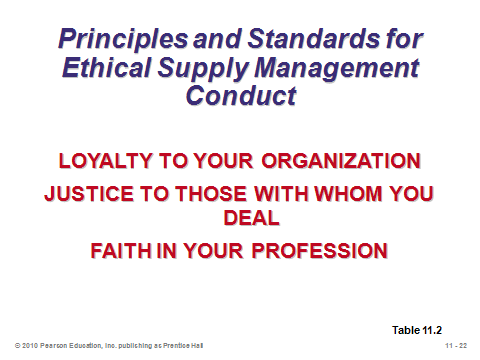 Principles and Standards for
Ethical Supply Management
Conduct
LOYALTY TO YOUR ORGANIZATION
JUSTICE TO THOSE WITH WHOM YOU
DEAL
FAITH IN YOUR PROFESSION
Table 11.2
© 2010 Pearson Education, Inc. publishing as Prentice Hall
11 - 22